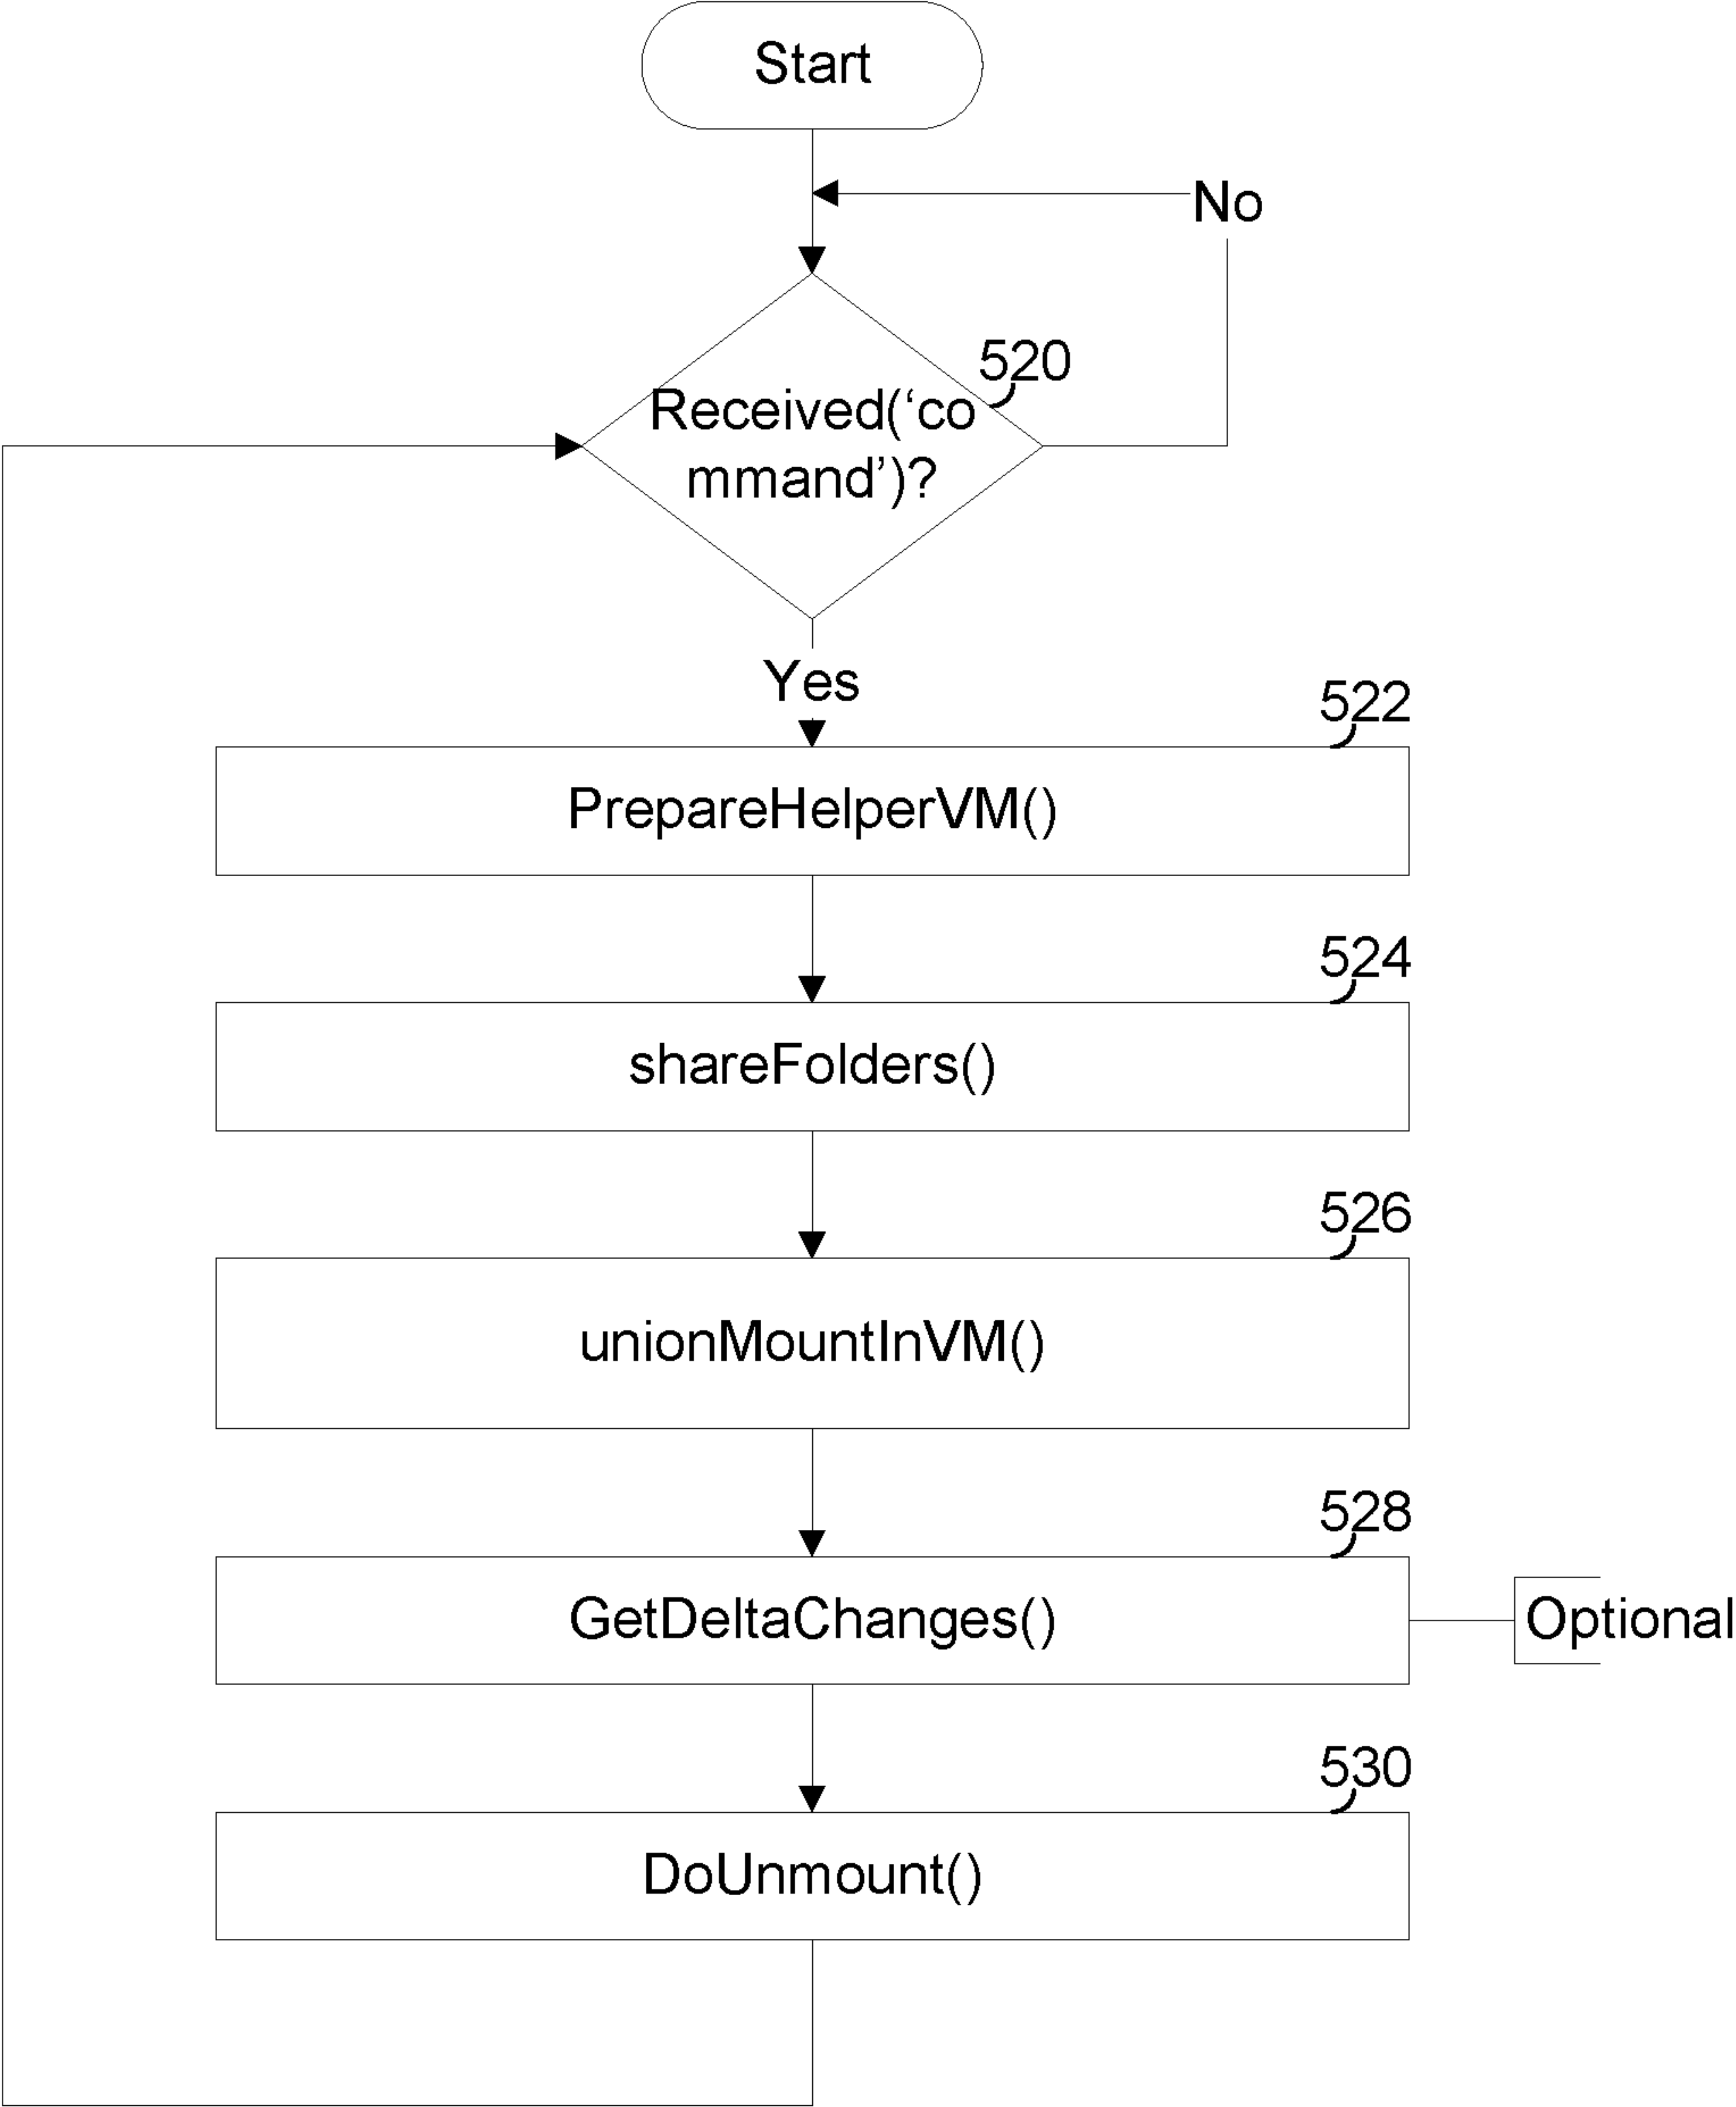 Start
No
520
Received(‘co
mmand’)?
Yes
522
PrepareHelperVM()
524
shareFolders()
526
unionMountInVM()
528
GetDeltaChanges()
Optional
530
DoUnmount()